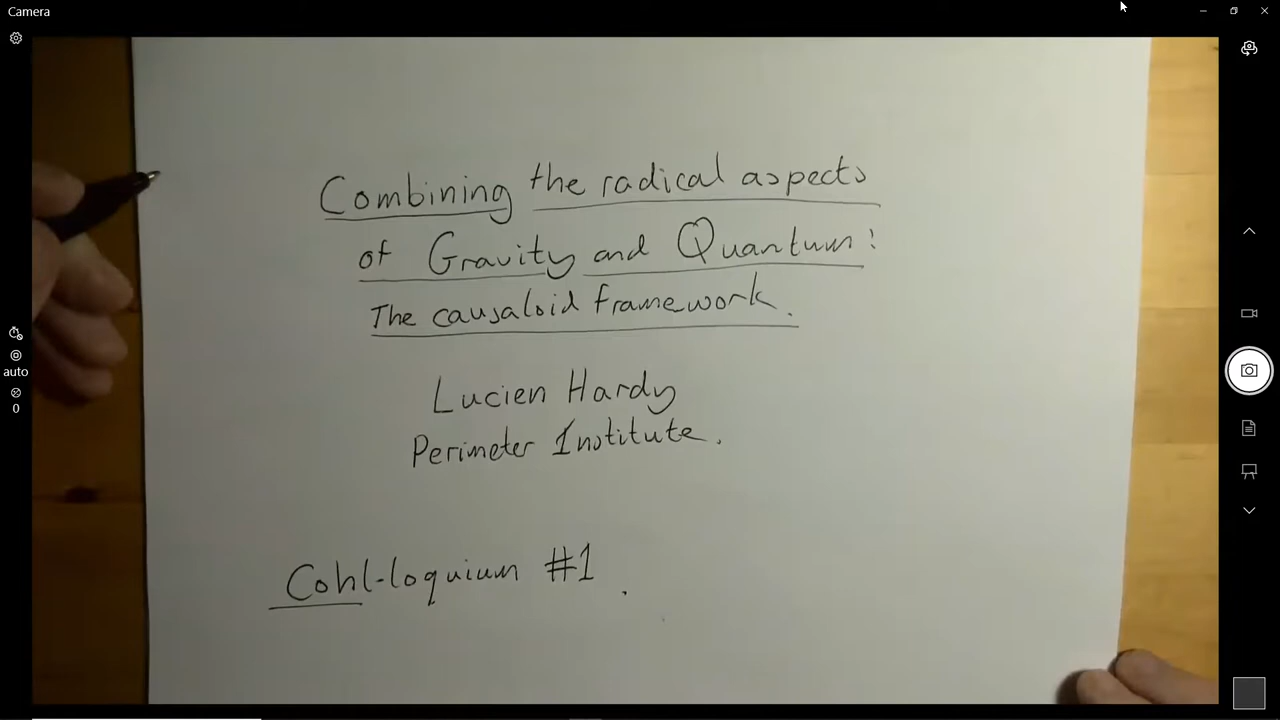 Camera
Combining the radical aspects
of Gravity and Quantum:
The causaloid framework.
Lucien Hardy
Perimeter Institute.
Cohl-loquium #1.
auto
0